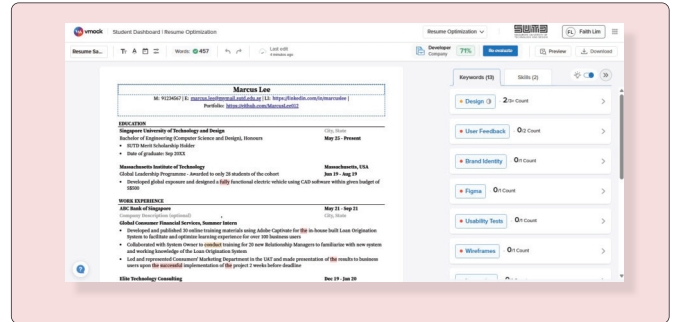 vmock Student Dashboard | Resume Optimization
Resume Optimization
FL Faith Lim
Resume Sa...
Words: 457
Last edit
4 minutes ago
Developer
Company
71%
Re-evaluate
Preview
Download
Marcus Lee
M: 91234567 | E: marcus.lee@mymail.sutd.edu.sg | LI: https://linkedin.com/in/marcuslee |
Portfolio: https://github.com/MarcusLeeSG
EDUCATION
Singapore University of Technology and Design City, State
Bachelor of Engineering (Computer Science and Design), Honours May 25 - Present
• SUTD Merit Scholarship Holder
• Date of graduate: Sep 20XX
Massachusetts Institute of Technology Massachusetts, USA
Global Leadership Programme - Awarded to only 28 students of the cohort Jun 19 - Aug 19
• Developed global exposure and designed a fully functional electric vehicle using CAD software within given budget of
S$500
WORK EXPERIENCE
ABC Bank of Singapore May 21 - Sep 21
Company Description (optional) City, State
Global Consumer Financial Services, Summer Intern
• Developed and published 30 online training materials using Adobe Captivate for the in-house built Loan Origination
System to facilitate and optimize learning experience for over 100 business users
• Collaborated with System Owner to conduct training for 20 new Relationship Managers to familiarise with new system
and working knowledge of the Loan Origination System
• Led and represented Consumers' Marketing Department in the UAT and made presentation of the results to business
users upon the successful implementation of the project 2 weeks before deadline
Elite Technology Consulting Dec 19 - Jan 20
Keywords (13)
Skills (2)
Design 2/3+ Count
User Feedback 0/2 Count
Brand Identity 0/1 Count
Figma 0/1 Count
Usability Tests 0/1 Count
Wireframes 0/1 Count